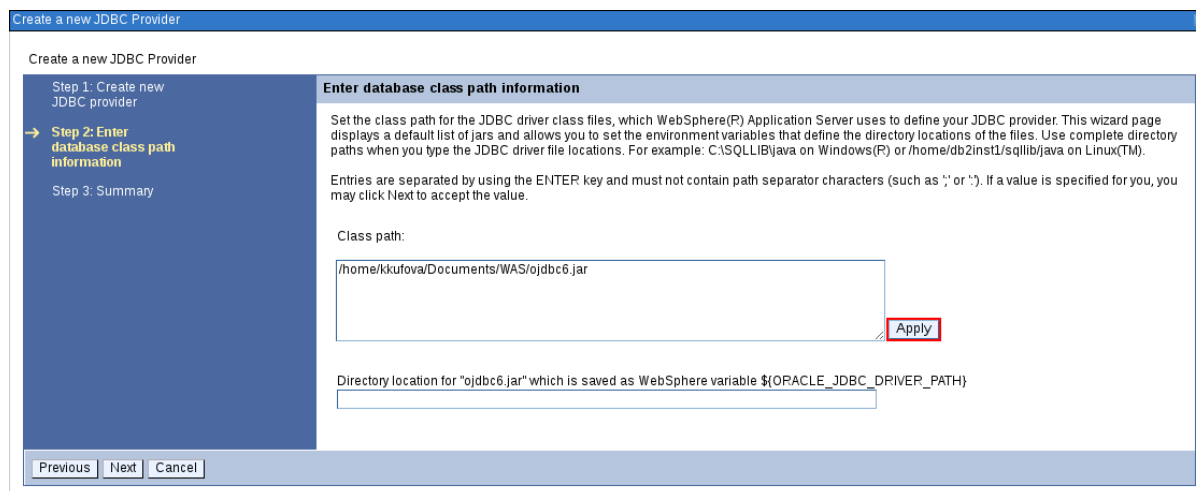 Create a new JDBC Provider
Create a new JDBC Provider
Step 1: Create new
JDBC provider
Step 2: Enter
database class path
information
Step 3: Summary
Enter database class path information
Set the class path for the JDBC driver class files, which WebSphere(R) Application Server uses to define your JDBC provider. This wizard page
displays a default list of jars and allows you to set the environment variables that define the directory locations of the files. Use complete directory
paths when you type the JDBC driver file locations. For example: C:\SQLLIB\java on Windows(R) or /home/db2inst1/sqllib/java on Linux(TM).
Entries are separated by using the ENTER key and must not contain path separator characters (such as ';' or ':'). If a value is specified for you, you
may click Next to accept the value.
Class path:
/home/kkufova/Documents/WAS/ojdbc6.jar
Apply
Directory location for "ojdbc6.jar" which is saved as WebSphere variable ${ORACLE_JDBC_DRIVER_PATH}
Previous Next Cancel